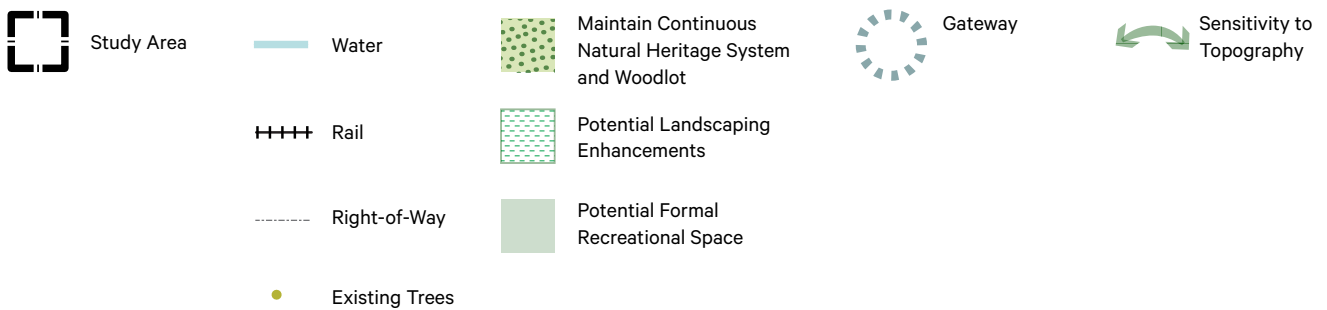 Study Area
Water
Rail
Right-of-Way
Existing Trees
Maintain Continuous
Natural Heritage System
and Woodlot
Potential Landscaping
Enhancements
Potential Formal
Recreational Space
Gateway
Sensitivity to
Topography